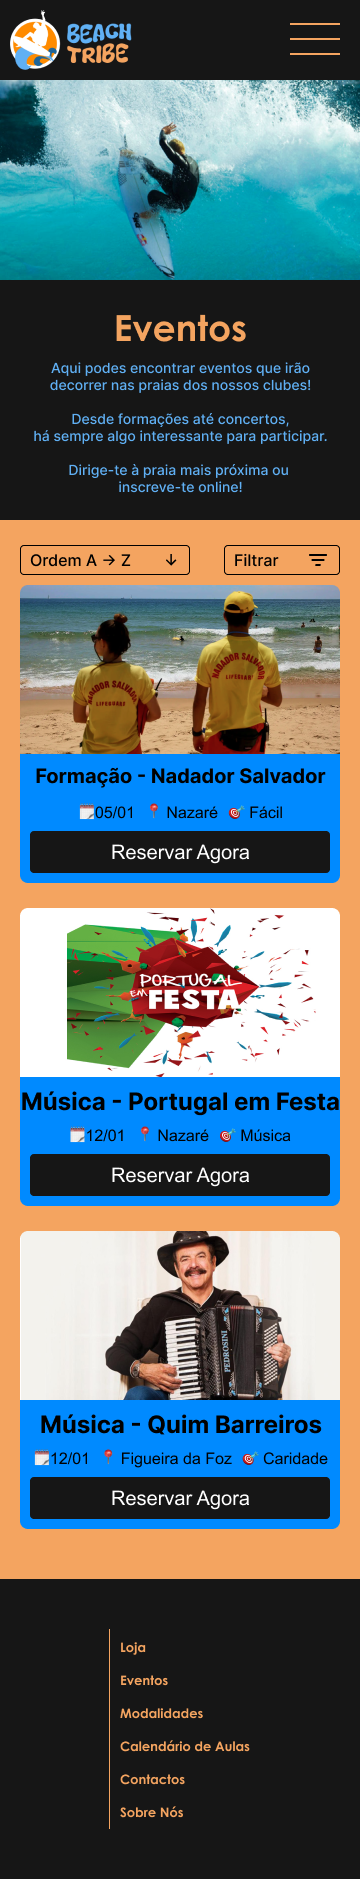 BEACH
TRIBE
Eventos
Aqui podes encontrar eventos que irão
decorrer nas praias dos nossos clubes!
Desde formações até concertos,
há sempre algo interessante para participar.
Dirige-te à praia mais próxima ou
inscreve-te online!
Ordem A → Z ↓
Filtrar
NADADOR SALVADOR
LIFEGUARD
NADADOR SALVADOR
LIFEGUARD
Formação - Nadador Salvador
05/01 Nazaré Fácil
Reservar Agora
PORTUGAL
EM FESTA
Música - Portugal em Festa
12/01 Nazaré Música
Reservar Agora
PEDROSINI
Música - Quim Barreiros
12/01 Figueira da Foz Caridade
Reservar Agora
Loja
Eventos
Modalidades
Calendário de Aulas
Contactos
Sobre Nós